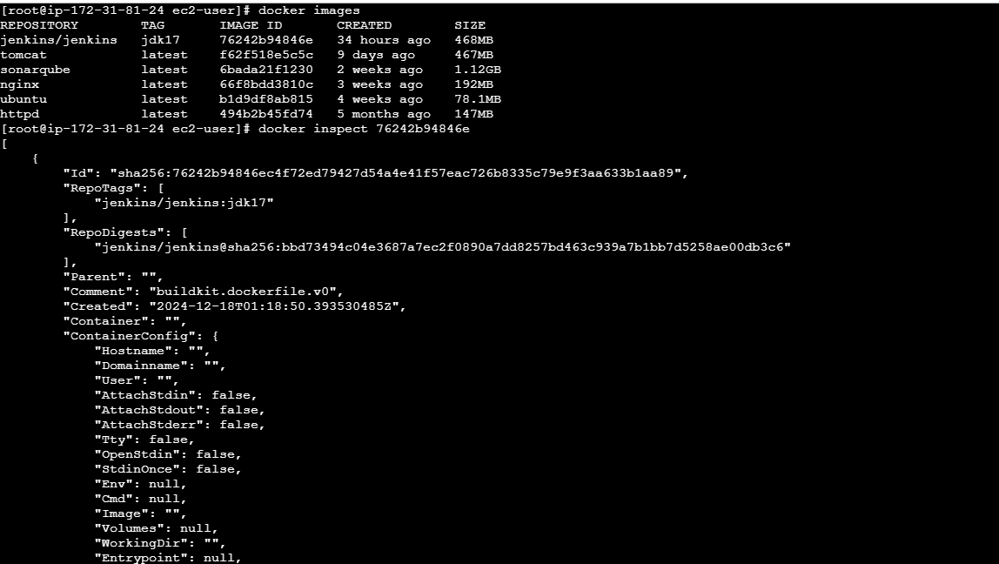 [root@ip-172-31-81-24 ec2-user]# docker images
REPOSITORY        TAG       IMAGE ID       CREATED        SIZE
jenkins/jenkins   jdk17     76242b94846e   34 hours ago   468MB
tomcat            latest    f62f518e5c5c   9 days ago     467MB
sonarqube         latest    6bada21f1230   2 weeks ago    1.12GB
nginx             latest    66f8bdd3810c   3 weeks ago    192MB
ubuntu            latest    b1d9df8ab815   4 weeks ago    78.1MB
httpd             latest    494b2b45fd74   5 months ago   147MB
[root@ip-172-31-81-24 ec2-user]# docker inspect 76242b94846e
[
    {
        "Id": "sha256:76242b94846ec4f72ed79427d54a4e41f57eac726b8335c79e9f3aa633b1aa89",
        "RepoTags": [
            "jenkins/jenkins:jdk17"
        ],
        "RepoDigests": [
            "jenkins/jenkins@sha256:bbd73494c04e3687a7ec2f0890a7dd8257bd463c939a7b1bb7d5258ae00db3c6"
        ],
        "Parent": "",
        "Comment": "buildkit.dockerfile.v0",
        "Created": "2024-12-18T01:18:50.393530485Z",
        "Container": "",
        "ContainerConfig": {
            "Hostname": "",
            "Domainname": "",
            "User": "",
            "AttachStdin": false,
            "AttachStdout": false,
            "AttachStderr": false,
            "Tty": false,
            "OpenStdin": false,
            "StdinOnce": false,
            "Env": null,
            "Cmd": null,
            "Image": "",
            "Volumes": null,
            "WorkingDir": "",
            "Entrypoint": null,